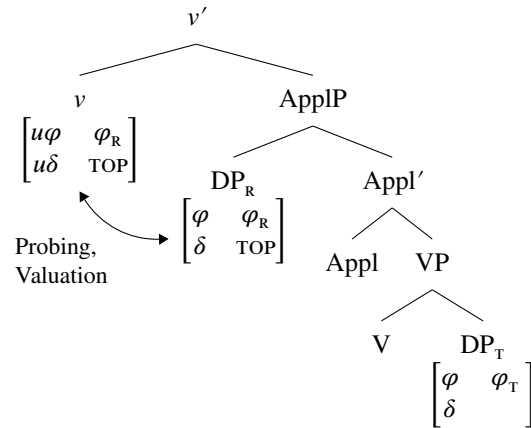 v′
v
ApplP
[uφ φR
uδ TOP]
DPR
Appl′
[φ φR
δ TOP]
Probing,
Valuation
Appl
VP
V
DPT
[φ φT
δ]